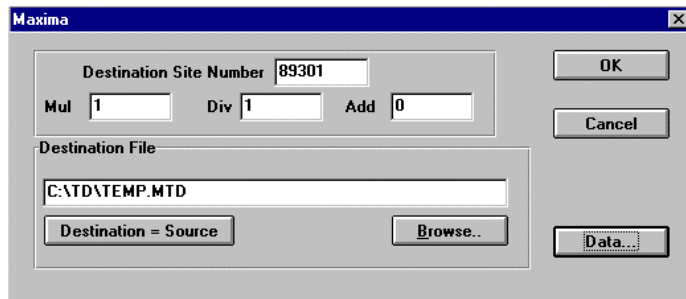 Maxima
Destination Site Number 89301
OK
Mul 1 Div 1 Add 0
Cancel
Destination File
C:\TD\TEMP.MTD
Destination = Source Browse..
Data...